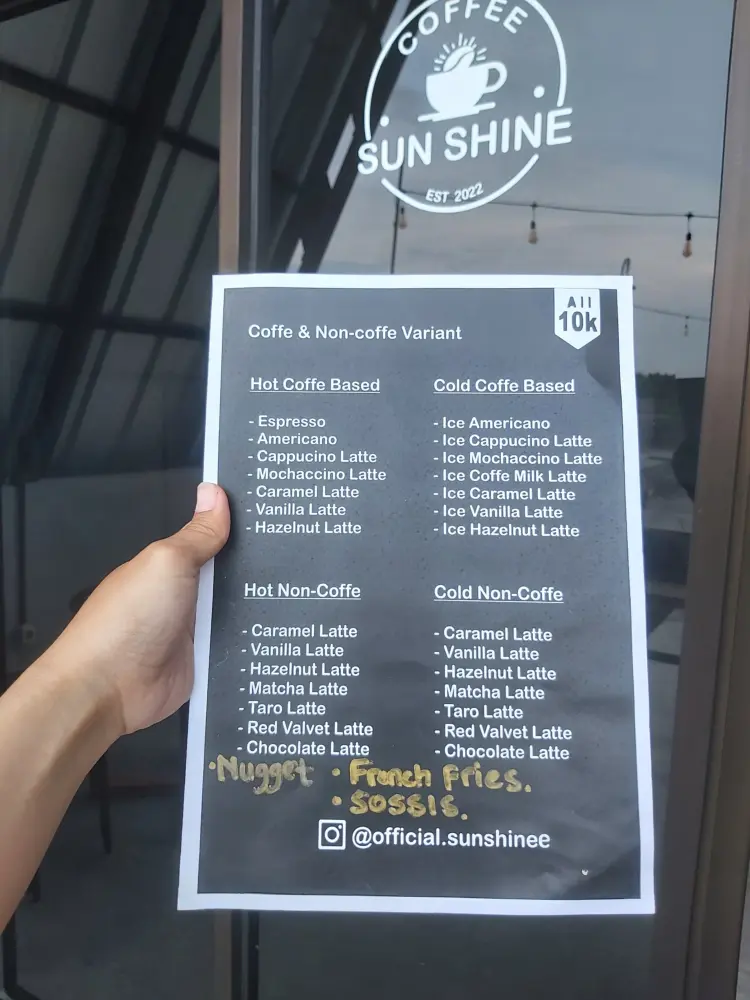 COFFEE
SUN SHINE
EST 2022
All
10k
Coffe & Non-coffe Variant
Hot Coffe Based
- Espresso
- Americano
- Cappucino Latte
- Mochaccino Latte
- Caramel Latte
- Vanilla Latte
- Hazelnut Latte
Cold Coffe Based
- Ice Americano
- Ice Cappucino Latte
- Ice Mochaccino Latte
- Ice Coffe Milk Latte
- Ice Caramel Latte
- Ice Vanilla Latte
- Ice Hazelnut Latte
Hot Non-Coffe
- Caramel Latte
- Vanilla Latte
- Hazelnut Latte
- Matcha Latte
- Taro Latte
- Red Valvet Latte
- Chocolate Latte
Cold Non-Coffe
- Caramel Latte
- Vanilla Latte
- Hazelnut Latte
- Matcha Latte
- Taro Latte
- Red Valvet Latte
- Chocolate Latte
• Nugget • French Fries.
• SOSSIS.
@official.sunshinee